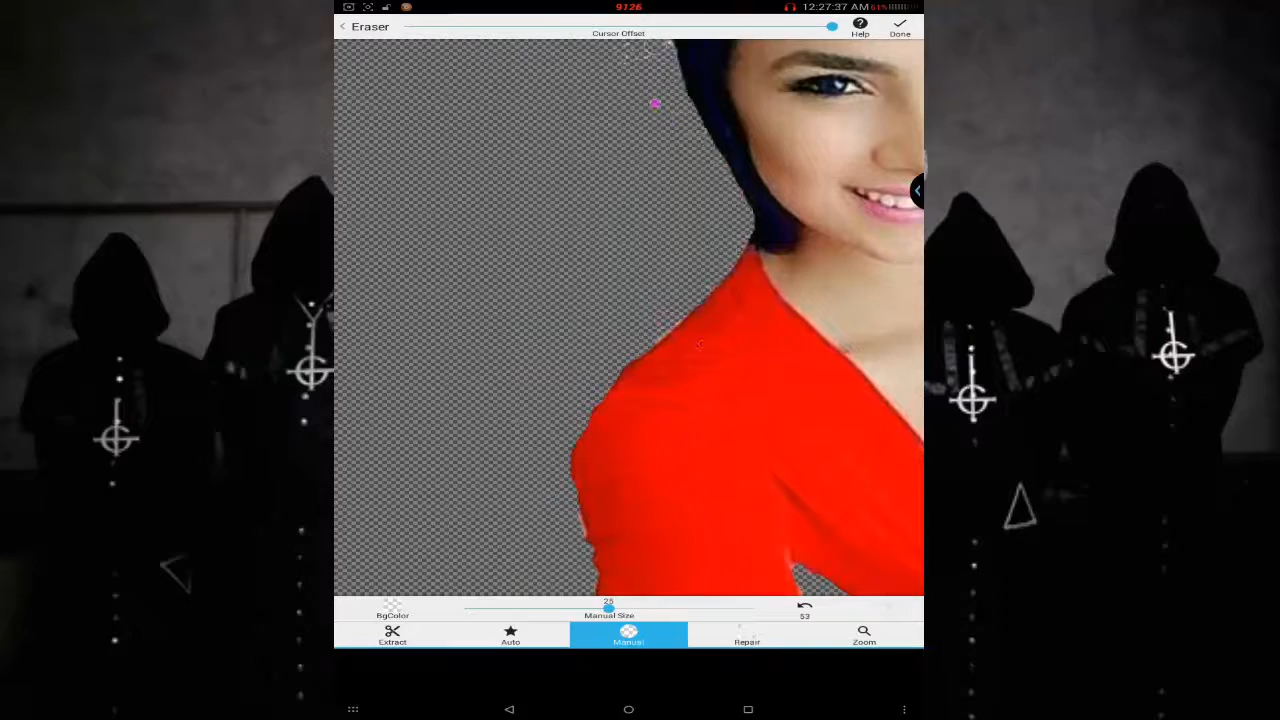 9126
12:27:37 AM 61%
Eraser
Cursor Offset
Help
Done
25
BgColor
Manual Size
53
Extract
Auto
Manual
Repair
Zoom